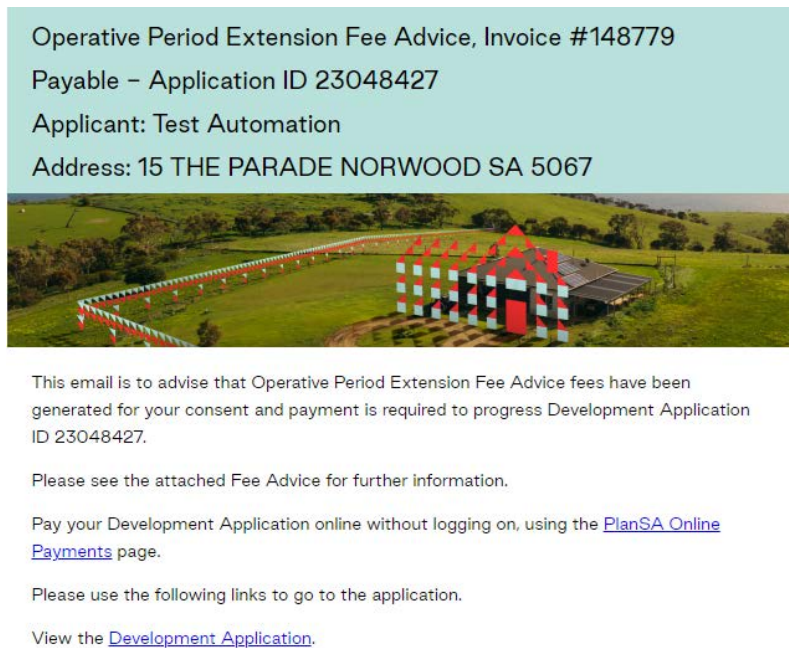 Operative Period Extension Fee Advice, Invoice #148779
Payable – Application ID 23048427
Applicant: Test Automation
Address: 15 THE PARADE NORWOOD SA 5067
This email is to advise that Operative Period Extension Fee Advice fees have been
generated for your consent and payment is required to progress Development Application
ID 23048427.
Please see the attached Fee Advice for further information.
Pay your Development Application online without logging on, using the PlanSA Online
Payments page.
Please use the following links to go to the application.
View the Development Application.